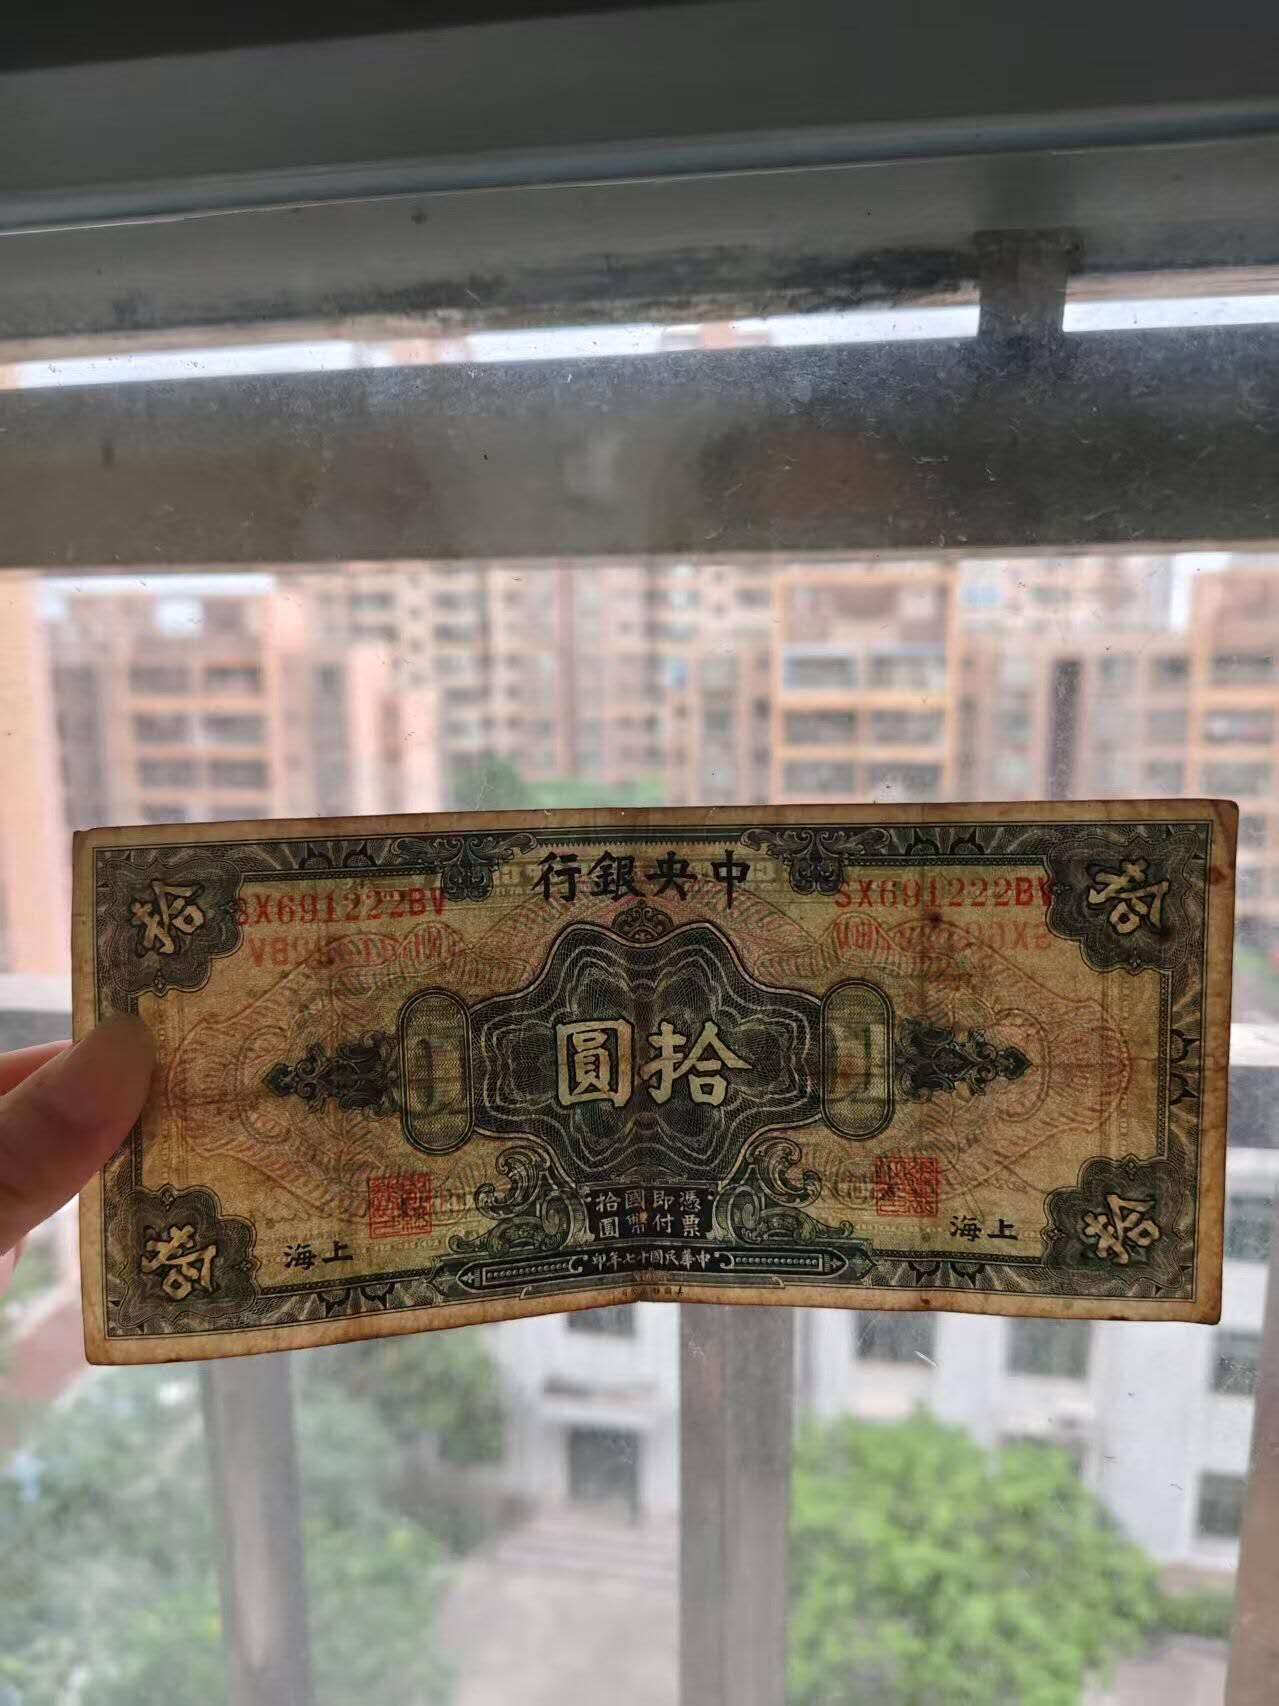 中央銀行
拾 拾
SX691222BV SX691222BV
拾圓
憑票即付國幣拾圓
上海 上海
中華民國十七年印
拾 拾